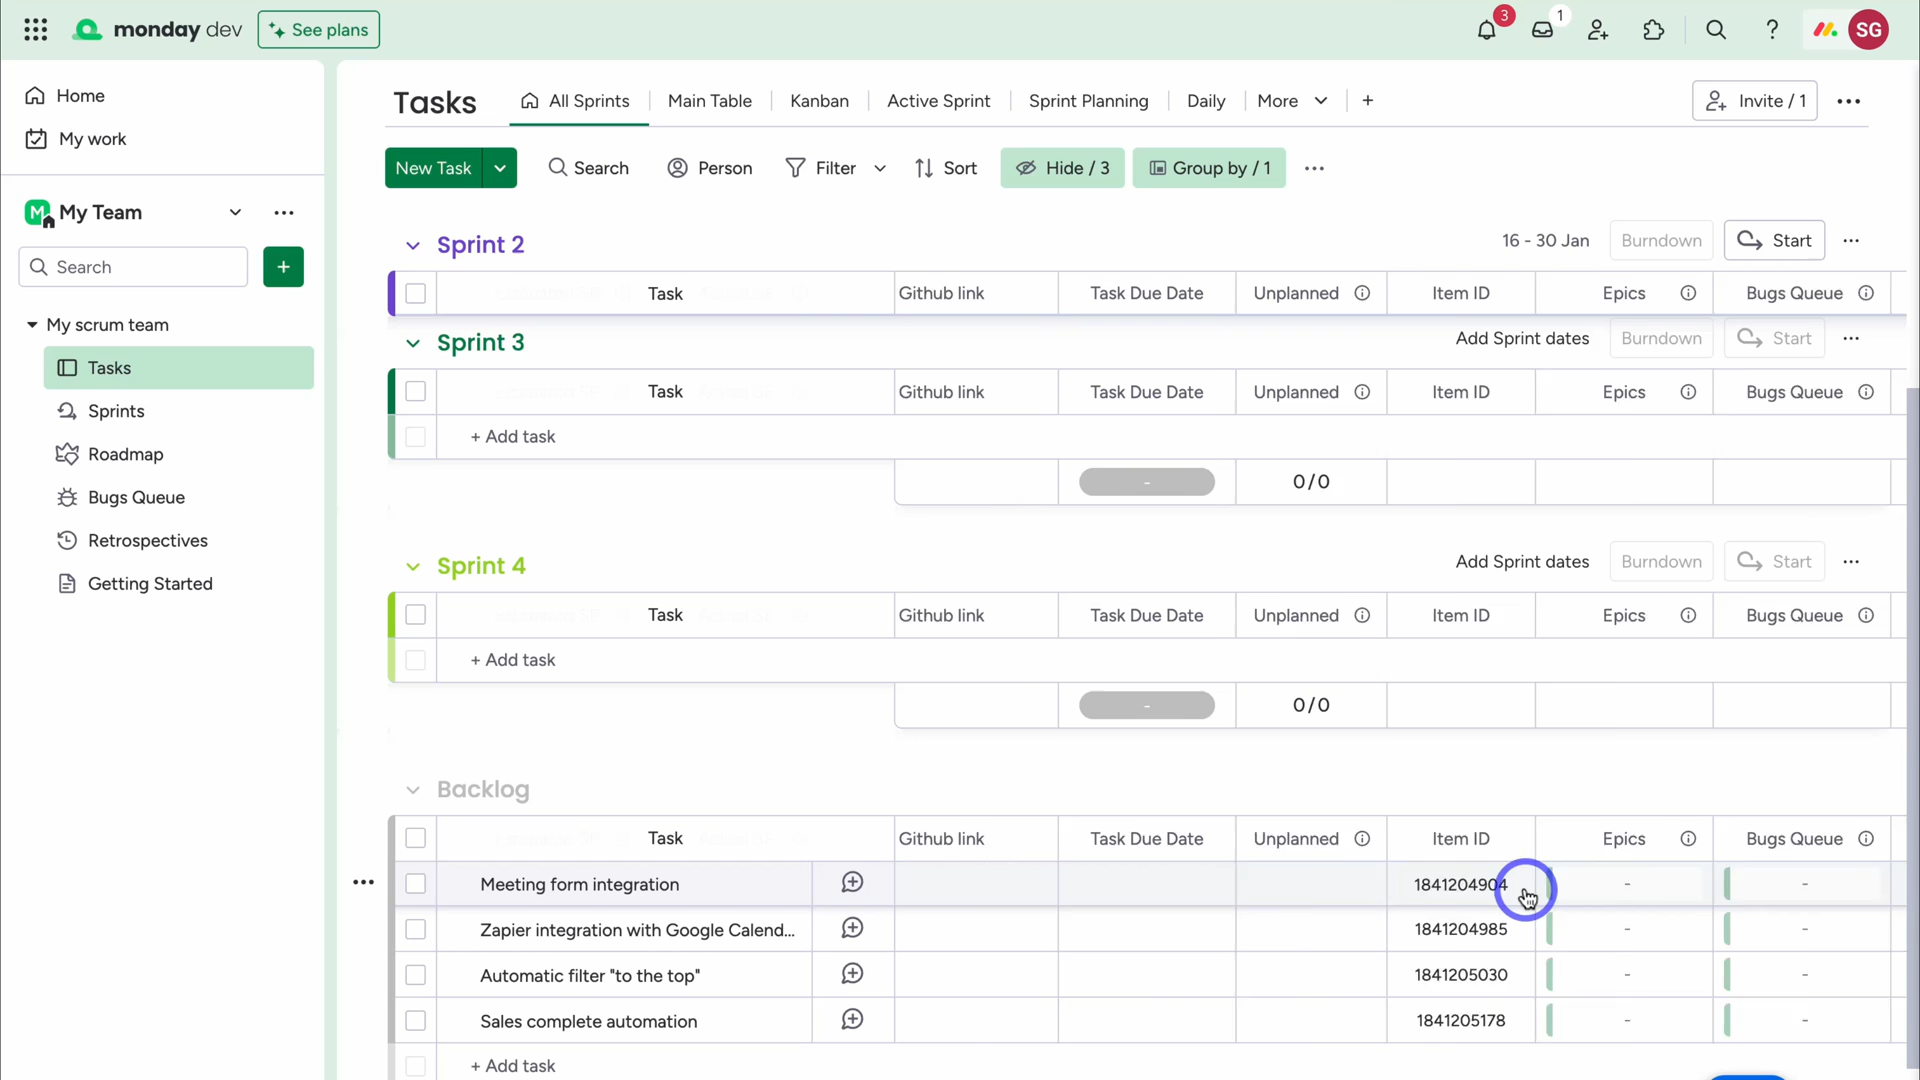 monday dev
See plans
3
1
SG
Home
My work
M My Team
Search
+
My scrum team
Tasks
Sprints
Roadmap
Bugs Queue
Retrospectives
Getting Started
Tasks All Sprints Main Table Kanban Active Sprint Sprint Planning Daily More +
Invite / 1
New Task Search Person Filter Sort Hide / 3 Group by / 1
Sprint 2 16 - 30 Jan Burndown Start
Task Github link Task Due Date Unplanned Item ID Epics Bugs Queue
Sprint 3 Add Sprint dates Burndown Start
Task Github link Task Due Date Unplanned Item ID Epics Bugs Queue
+ Add task
- 0 / 0
Sprint 4 Add Sprint dates Burndown Start
Task Github link Task Due Date Unplanned Item ID Epics Bugs Queue
+ Add task
- 0 / 0
Backlog
Task Github link Task Due Date Unplanned Item ID Epics Bugs Queue
Meeting form integration 1841204904 - -
Zapier integration with Google Calend... 1841204985 - -
Automatic filter "to the top" 1841205030 - -
Sales complete automation 1841205178 - -
+ Add task